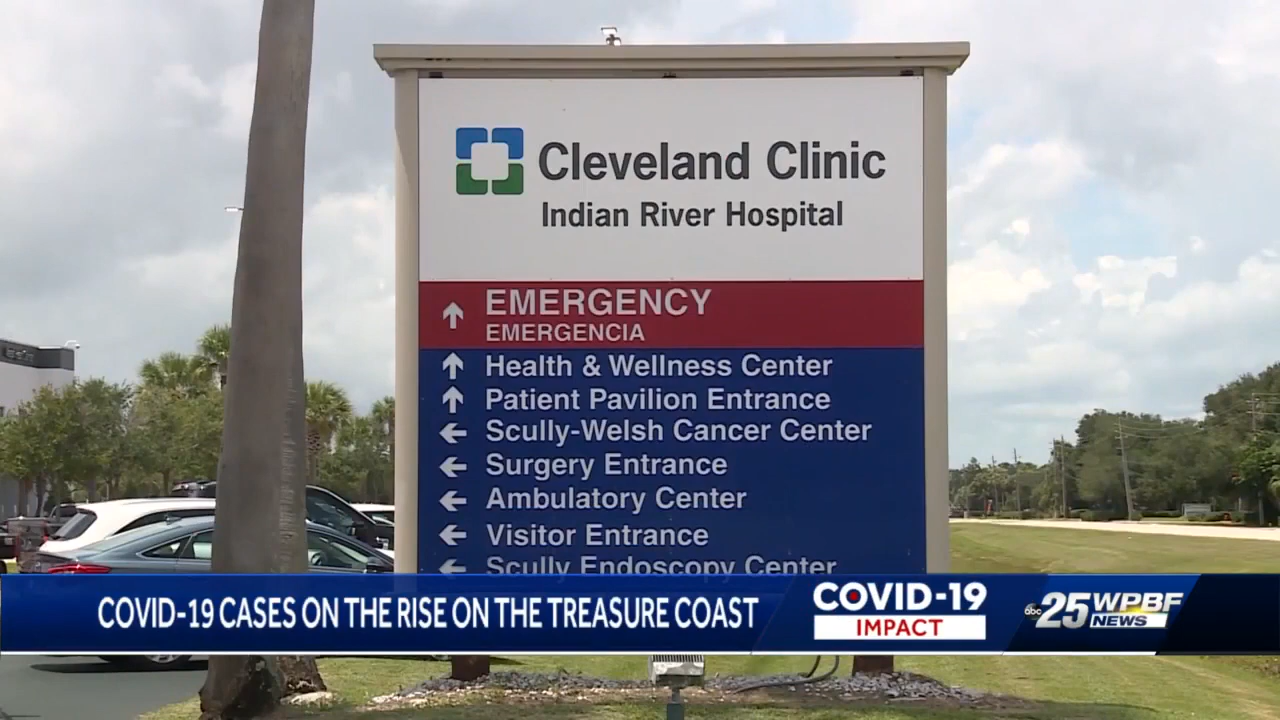 Cleveland Clinic
Indian River Hospital
↑ EMERGENCY
EMERGENCIA
↑ Health & Wellness Center
↑ Patient Pavilion Entrance
← Scully-Welsh Cancer Center
← Surgery Entrance
← Ambulatory Center
← Visitor Entrance
← Scully Endoscopy Center
COVID-19 CASES ON THE RISE ON THE TREASURE COAST
COVID-19
IMPACT
abc 25 WPBF
NEWS